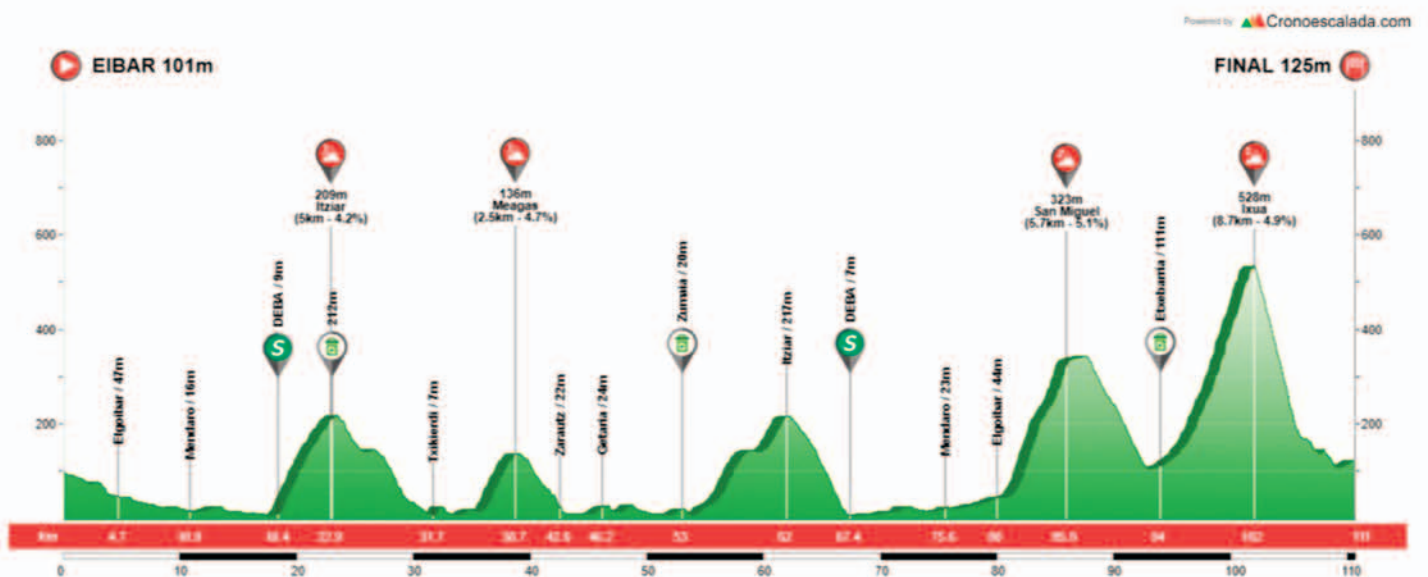 Powered by Cronoescalada.com
EIBAR 101m
FINAL 125m
800
600
400
200
800
600
400
200
209m
Itziar
(5km - 4.2%)
136m
Meagas
(2.5km - 4.7%)
323m
San Miguel
(5.7km - 5.1%)
528m
Ixua
(8.7km - 4.9%)
Elgoibar / 47m
Mendaro / 16m
DEBA / 9m
S
212m
Txikierdi / 7m
Zarautz / 22m
Getaria / 24m
Zumaia / 20m
Itziar / 217m
DEBA / 7m
S
Mendaro / 23m
Elgoibar / 44m
Etxebarria / 111m
Km 4.7 18.4 22.9 31.7 38.7 42.6 46.2 53 62 67.4 75.6 80 94 102 111
0 10 20 30 40 50 60 70 80 90 100 110